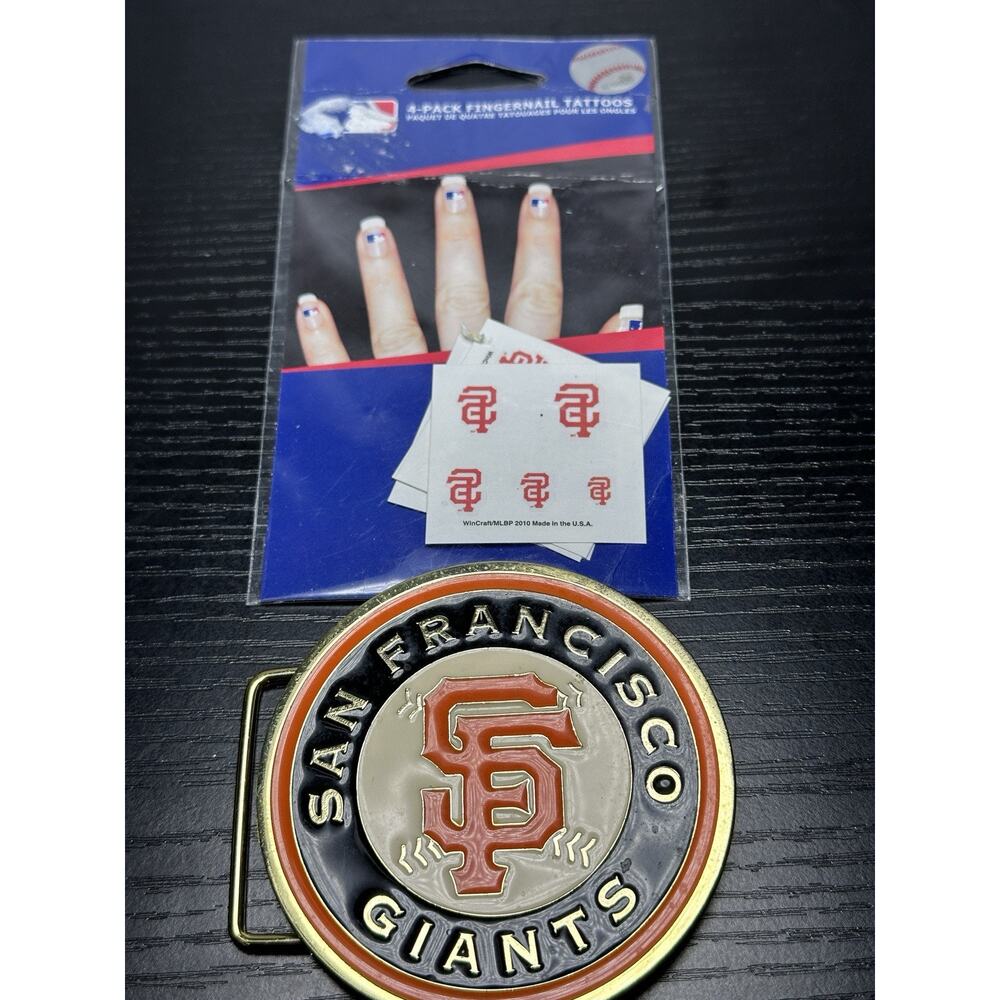 4-PACK FINGERNAIL TATTOOS
PAQUET DE QUATRE TATOUAGES POUR LES ONGLES
WinCraft/MLBP 2010 Made in the U.S.A.
SAN FRANCISCO
SF
GIANTS